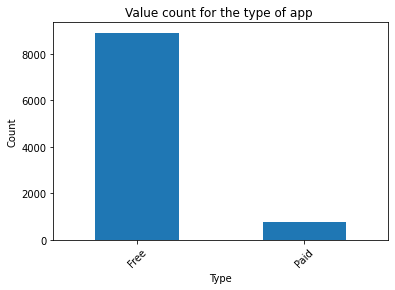 Value count for the type of app
8000
6000
4000
2000
0
Count
Free
Paid
Type